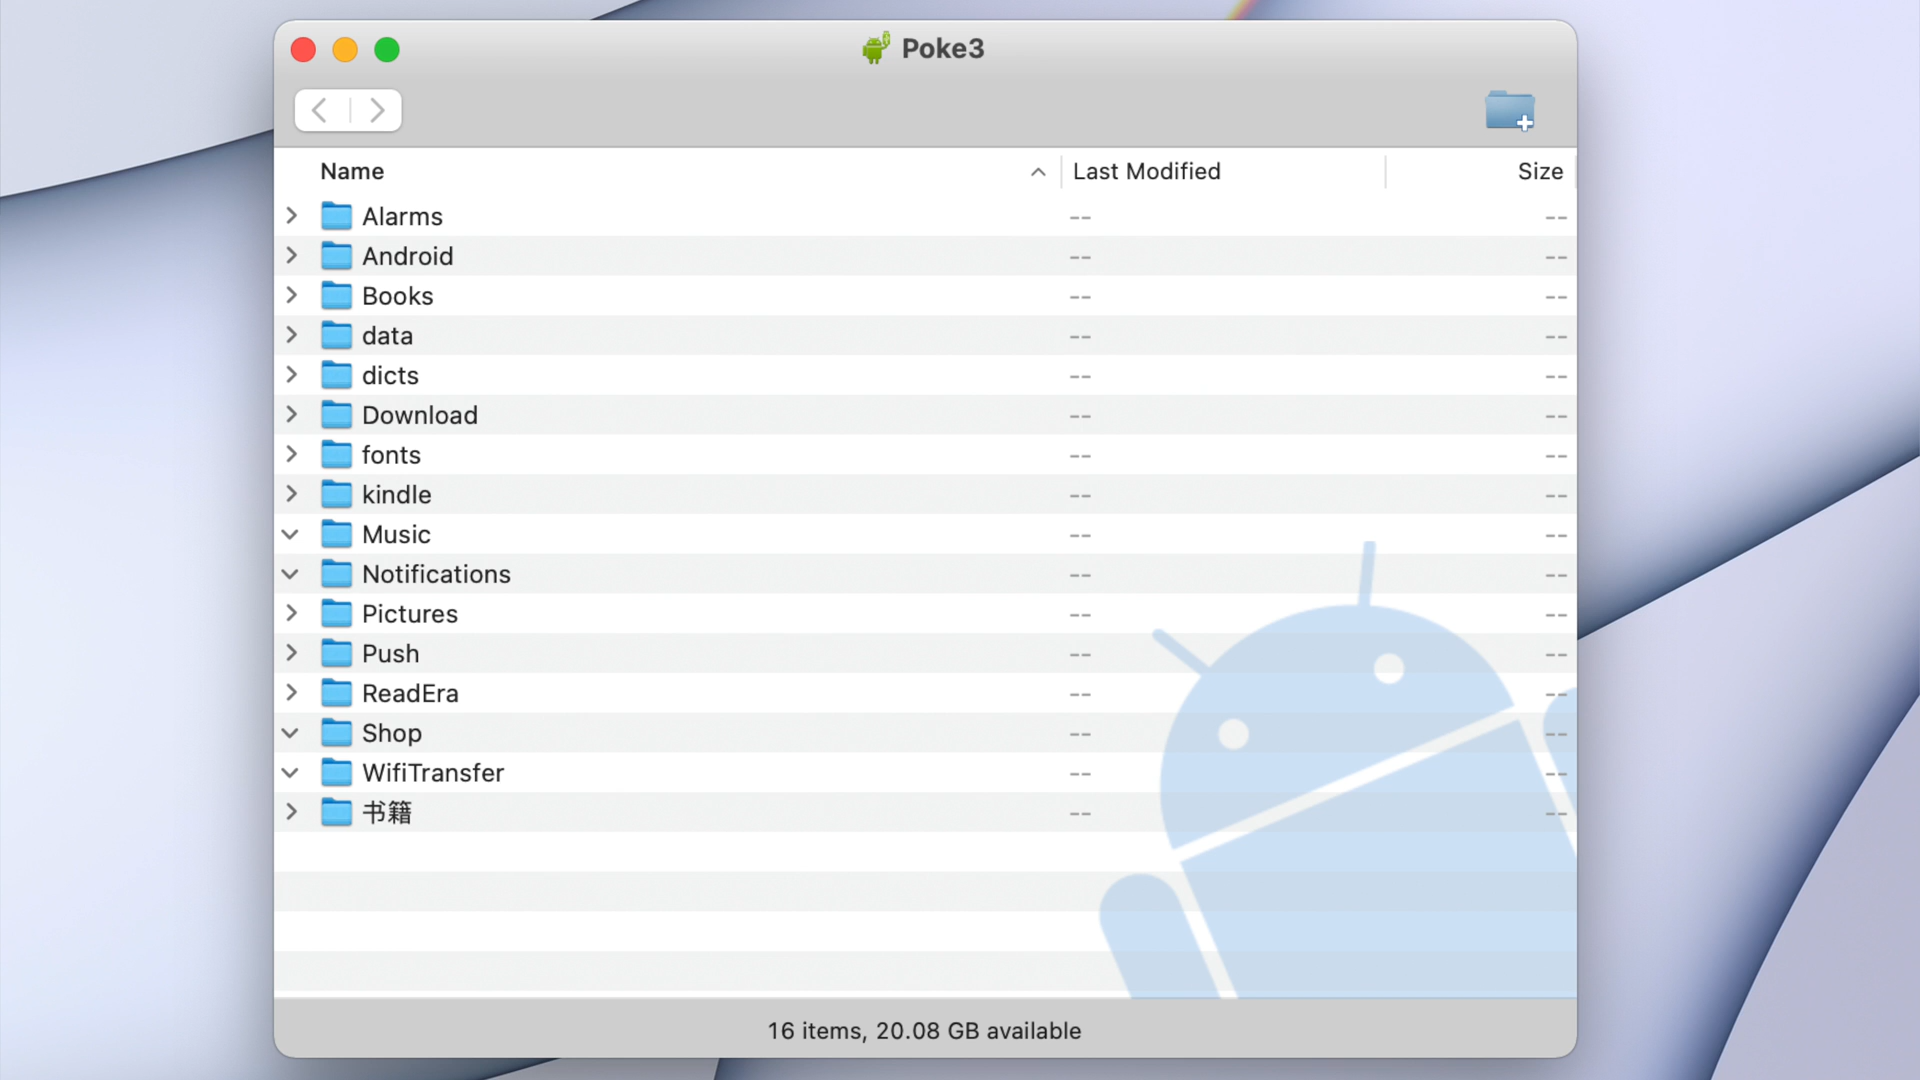 Poke3
Name Last Modified Size
Alarms -- --
Android -- --
Books -- --
data -- --
dicts -- --
Download -- --
fonts -- --
kindle -- --
Music -- --
Notifications -- --
Pictures -- --
Push -- --
ReadEra -- --
Shop -- --
WifiTransfer -- --
书籍 -- --
16 items, 20.08 GB available